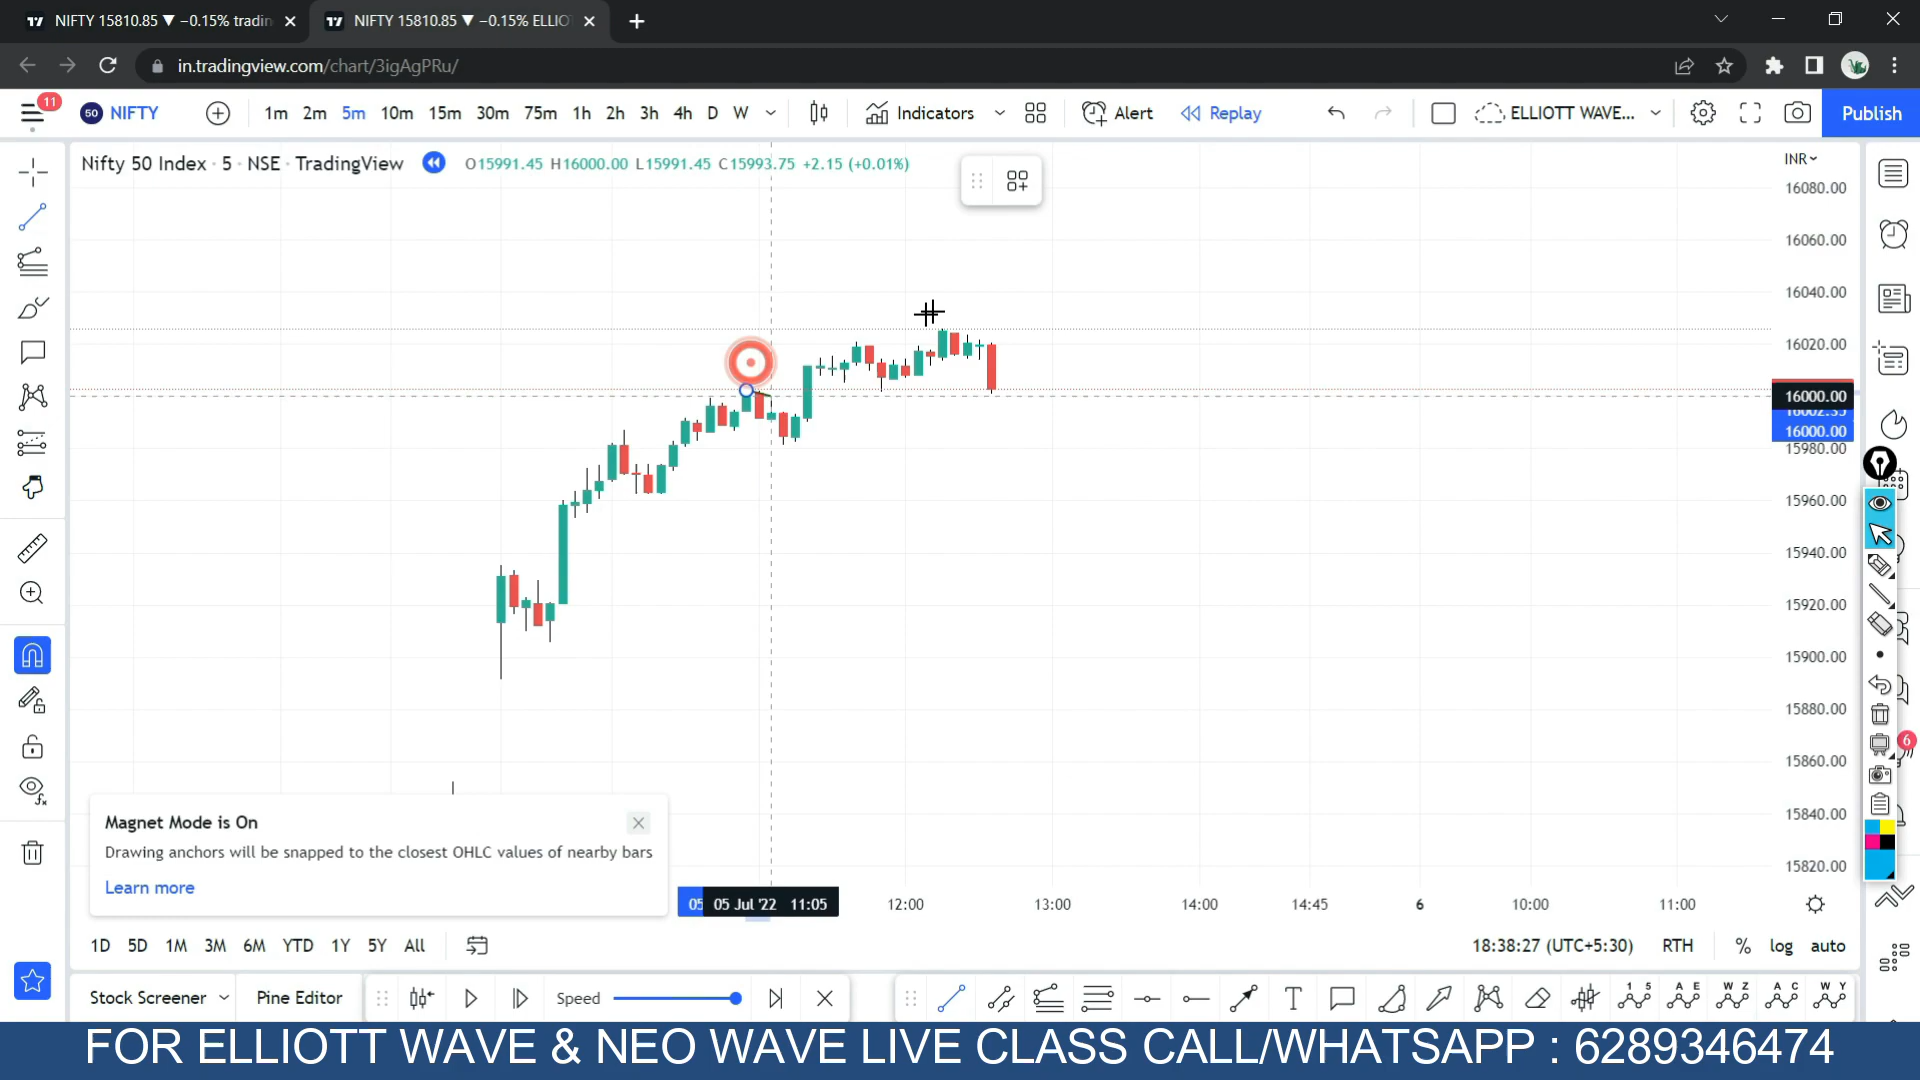 NIFTY 15810.85 ▼ −0.15% tradin
NIFTY 15810.85 ▼ −0.15% ELLIO
in.tradingview.com/chart/3igAgPRu/
11
50 NIFTY 1m 2m 5m 10m 15m 30m 75m 1h 2h 3h 4h D W Indicators Alert Replay ELLIOTT WAVE... Publish
Nifty 50 Index · 5 · NSE · TradingView O15991.45 H16000.00 L15991.45 C15993.75 +2.15 (+0.01%)
INR
16080.00
16060.00
16040.00
16020.00
16000.00
16002.35
16000.00
15980.00
15960.00
15940.00
15920.00
15900.00
15880.00
15860.00
15840.00
15820.00
6
Magnet Mode is On
Drawing anchors will be snapped to the closest OHLC values of nearby bars
Learn more
05 05 Jul '22 11:05 12:00 13:00 14:00 14:45 6 10:00 11:00
1D 5D 1M 3M 6M YTD 1Y 5Y All 18:38:27 (UTC+5:30) RTH % log auto
Stock Screener Pine Editor Speed T 1 5 A E W Z A C W Y
FOR ELLIOTT WAVE & NEO WAVE LIVE CLASS CALL/WHATSAPP : 6289346474